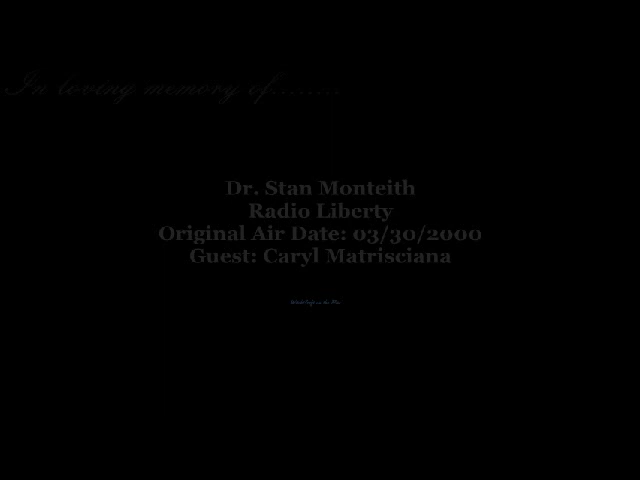 In loving memory of........
Dr. Stan Monteith
Radio Liberty
Original Air Date: 03/30/2000
Guest: Caryl Matrisciana